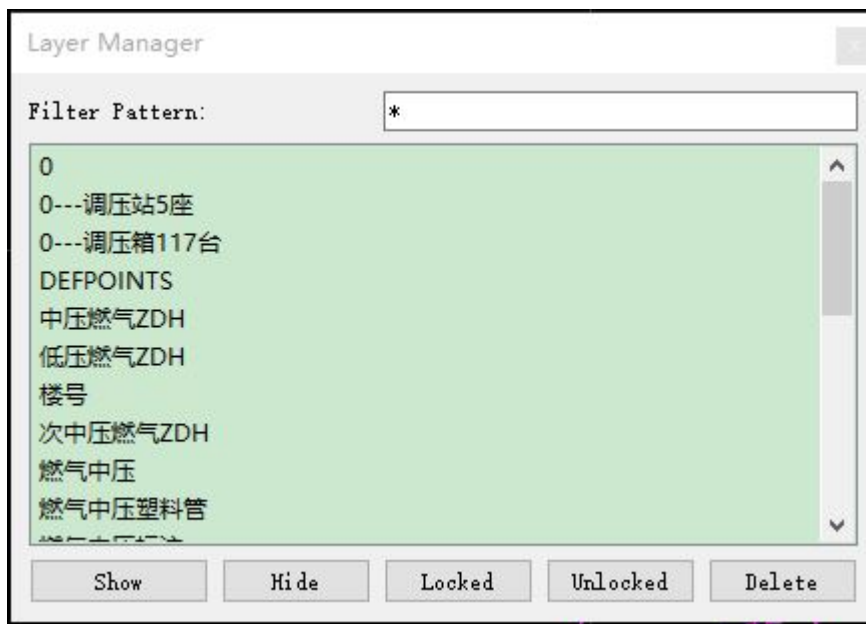 Layer Manager
Filter Pattern: *
0
0---调压站5座
0---调压箱117台
DEFPOINTS
中压燃气ZDH
低压燃气ZDH
楼号
次中压燃气ZDH
燃气中压
燃气中压塑料管
Show Hide Locked Unlocked Delete